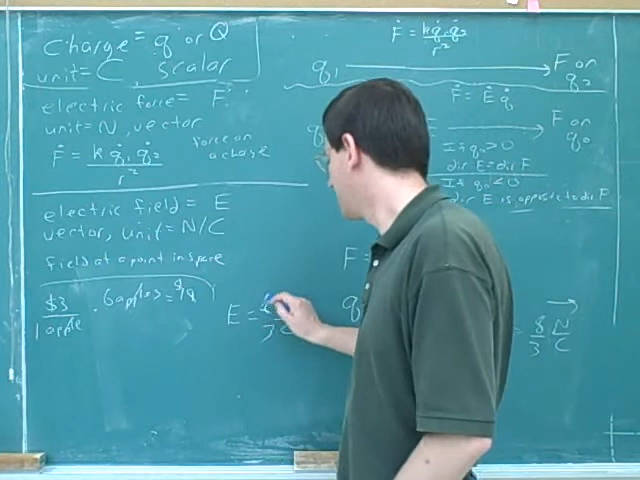 Charge = q or Q
unit = C, scalar
electric force = F
unit = N, vector
F = k q₁ q₂ / r²
force on a charge
electric field = E
vector, unit = N/C
field at a point in space
$3 / 1 apple · 6 apples = $18
F = k q₁ q₂ / r²
q₁ → F on q₂
F = E q
E → F on q₀
If q₀ > 0
dir E = dir F
If q₀ < 0
dir E is opposite to dir F
F =
q
E =
= 8/3 N/C